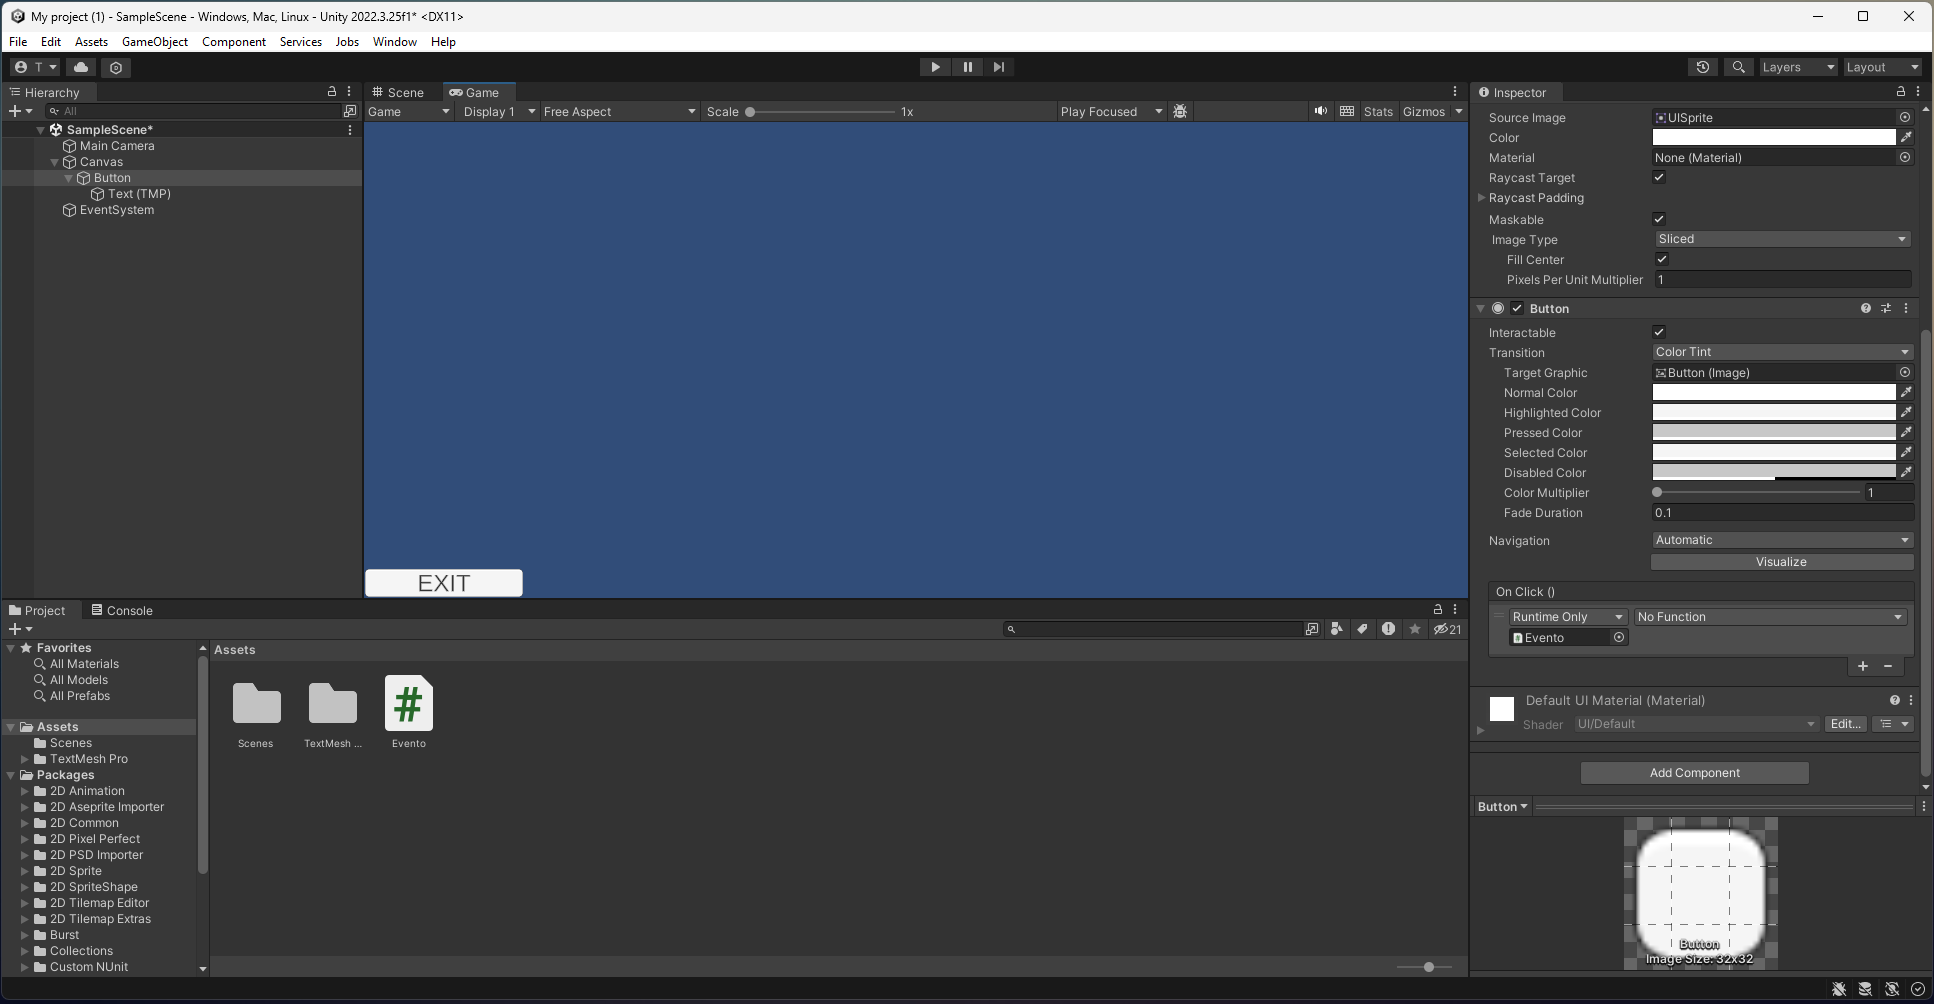 My project (1) - SampleScene - Windows, Mac, Linux - Unity 2022.3.25f1* <DX11>
File Edit Assets GameObject Component Services Jobs Window Help
T Layers Layout
Hierarchy
All
SampleScene*
Main Camera
Canvas
Button
Text (TMP)
EventSystem
Scene Game
Game Display 1 Free Aspect Scale 1x Play Focused Stats Gizmos
EXIT
Project Console
21
Favorites
All Materials
All Models
All Prefabs
Assets
Scenes
TextMesh Pro
Packages
2D Animation
2D Aseprite Importer
2D Common
2D Pixel Perfect
2D PSD Importer
2D Sprite
2D SpriteShape
2D Tilemap Editor
2D Tilemap Extras
Burst
Collections
Custom NUnit
Assets
#
Scenes TextMesh ... Evento
Inspector
Source Image UISprite
Color
Material None (Material)
Raycast Target
Raycast Padding
Maskable
Image Type Sliced
Fill Center
Pixels Per Unit Multiplier 1
Button
Interactable
Transition Color Tint
Target Graphic Button (Image)
Normal Color
Highlighted Color
Pressed Color
Selected Color
Disabled Color
Color Multiplier 1
Fade Duration 0.1
Navigation Automatic
Visualize
On Click ()
Runtime Only No Function
# Evento
+ −
Default UI Material (Material)
Shader UI/Default Edit...
Add Component
Button
Button
Image Size: 32x32